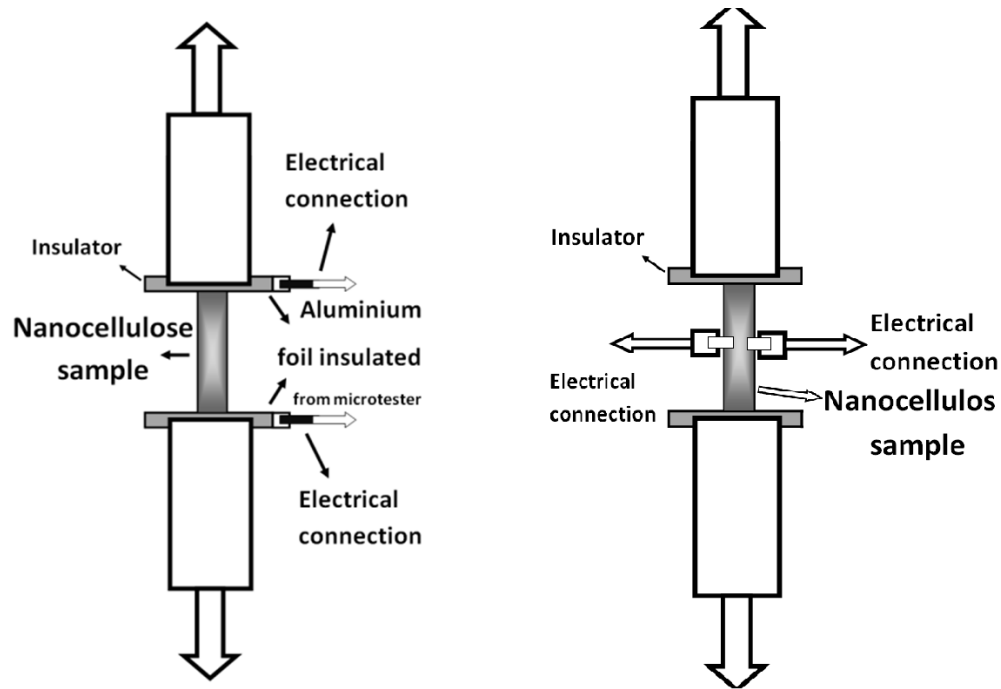 Electrical
connection
Insulator
Aluminium
Nanocellulose
sample
foil insulated
from microtester
Electrical
connection
Insulator
Electrical
connection
Electrical
connection
Nanocellulos
sample